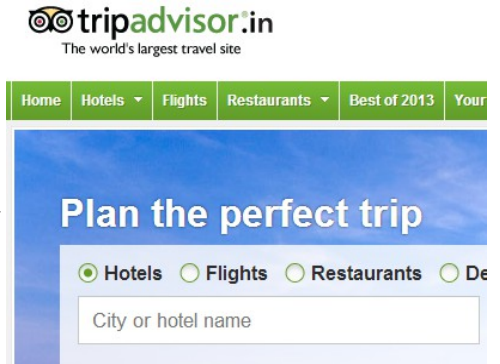 tripadvisor.in
The world's largest travel site
Home Hotels Flights Restaurants Best of 2013 Your
Plan the perfect trip
Hotels Flights Restaurants De
City or hotel name